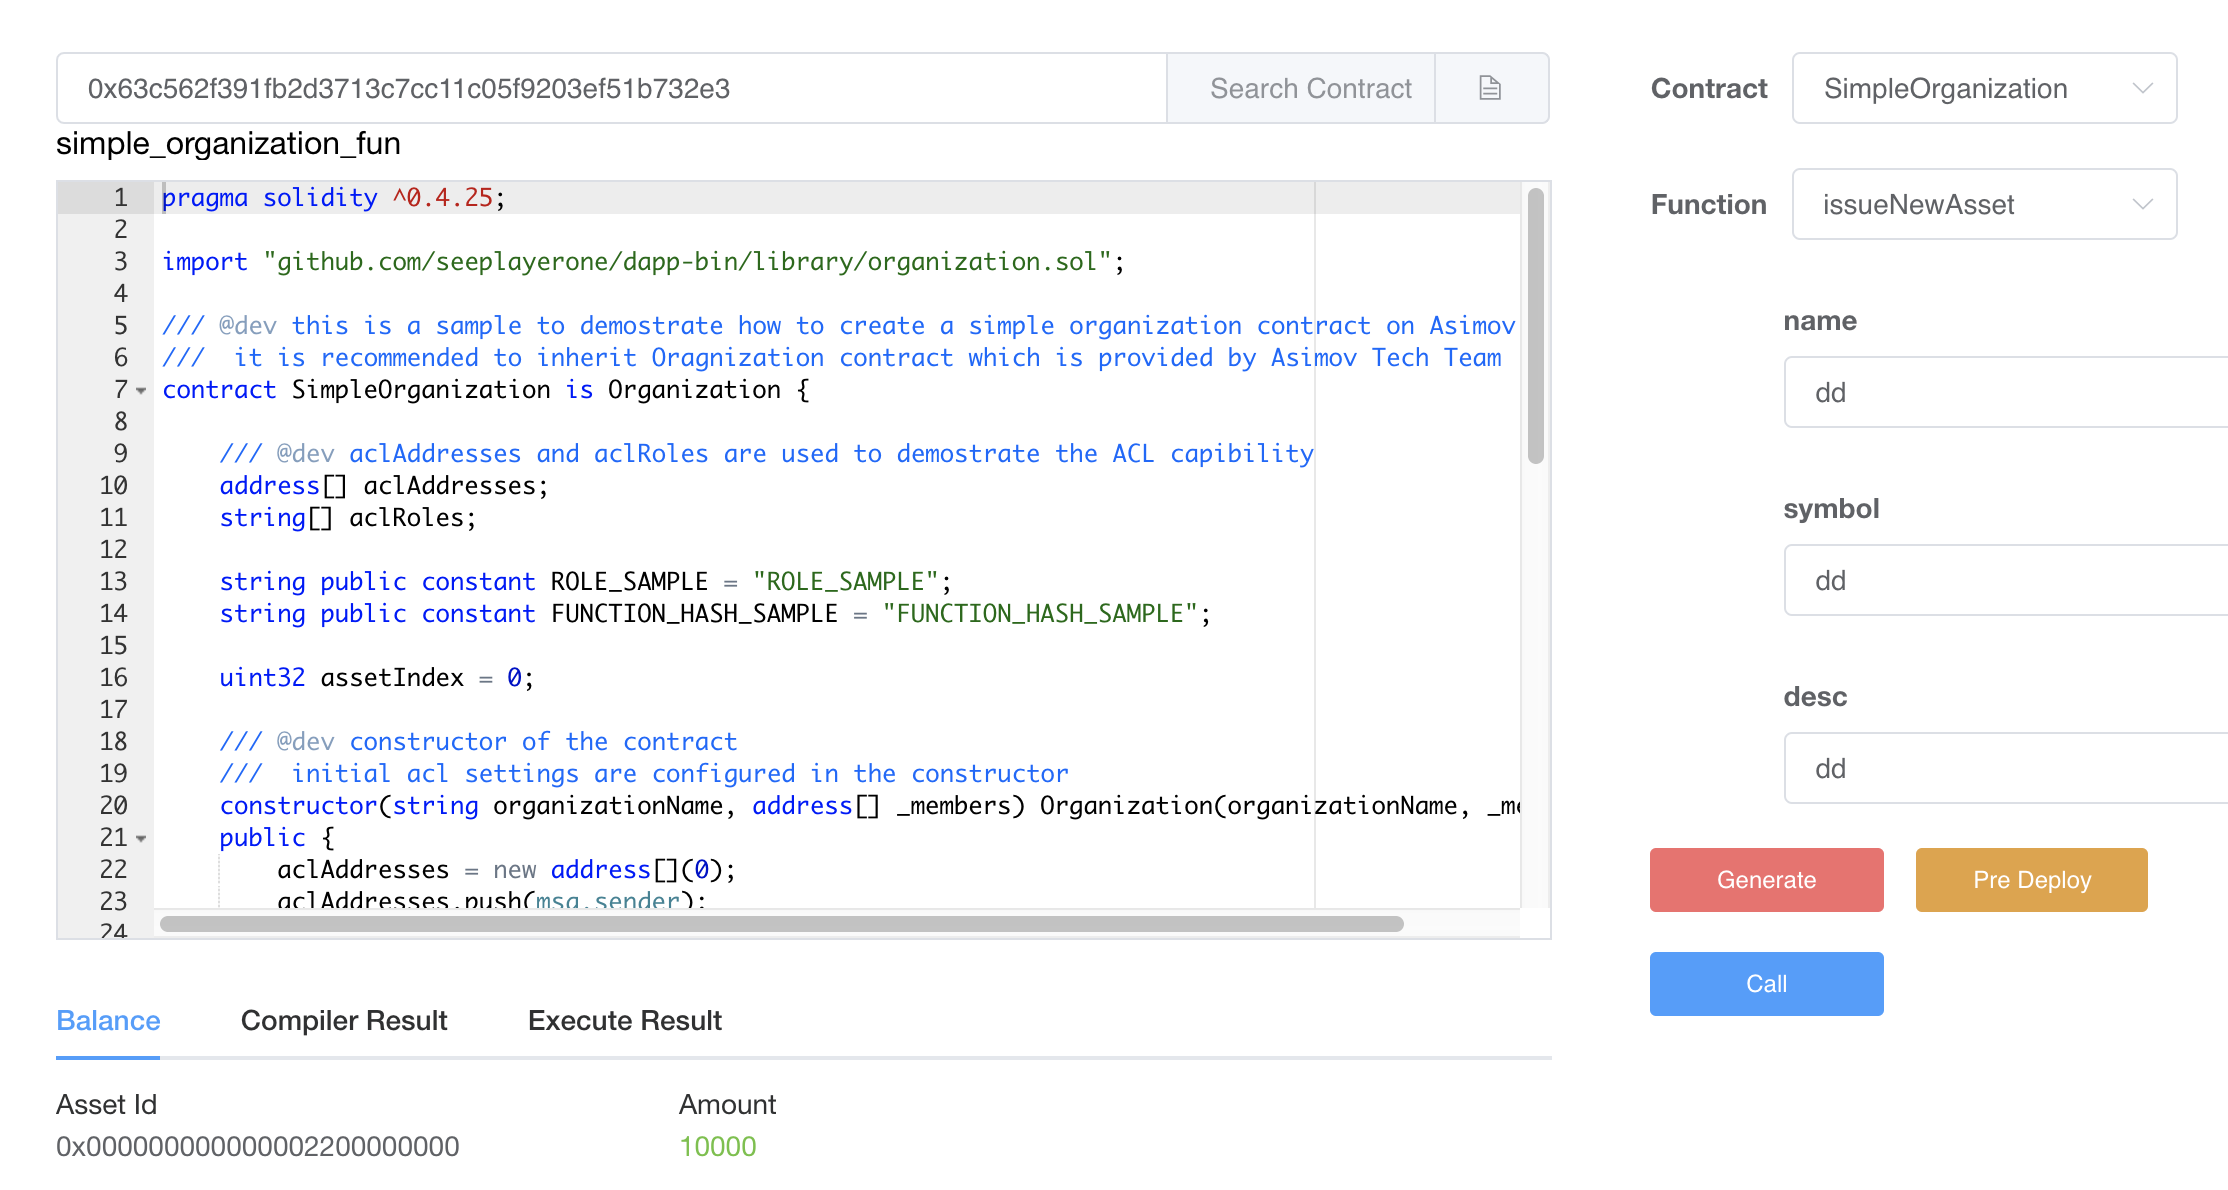 0x63c562f391fb2d3713c7cc11c05f9203ef51b732e3
Search Contract
simple_organization_fun
1 pragma solidity ^0.4.25;
2
3 import "github.com/seeplayerone/dapp-bin/library/organization.sol";
4
5 /// @dev this is a sample to demostrate how to create a simple organization contract on Asimov
6 ///  it is recommended to inherit Oragnization contract which is provided by Asimov Tech Team
7 contract SimpleOrganization is Organization {
8
9     /// @dev aclAddresses and aclRoles are used to demostrate the ACL capibility
10     address[] aclAddresses;
11     string[] aclRoles;
12
13     string public constant ROLE_SAMPLE = "ROLE_SAMPLE";
14     string public constant FUNCTION_HASH_SAMPLE = "FUNCTION_HASH_SAMPLE";
15
16     uint32 assetIndex = 0;
17
18     /// @dev constructor of the contract
19     ///  initial acl settings are configured in the constructor
20     constructor(string organizationName, address[] _members) Organization(organizationName, _me
21     public {
22         aclAddresses = new address[](0);
23         aclAddresses.push(msg.sender);
24
Balance Compiler Result Execute Result
Asset Id Amount
0x000000000000002200000000 10000
Contract SimpleOrganization
Function issueNewAsset
name
dd
symbol
dd
desc
dd
Generate Pre Deploy
Call